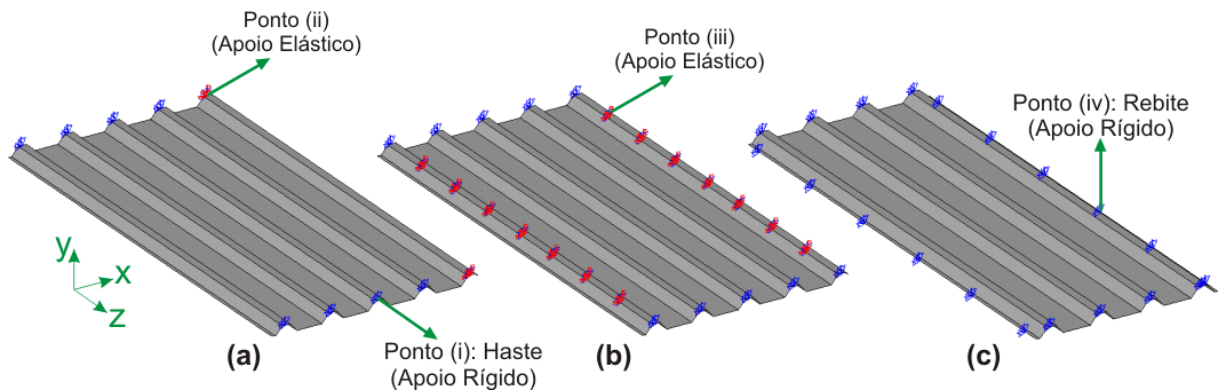 Ponto (ii)
(Apoio Elástico)
Ponto (iii)
(Apoio Elástico)
Ponto (iv): Rebite
(Apoio Rígido)
y
x
z
(a)
Ponto (i): Haste
(Apoio Rígido)
(b)
(c)